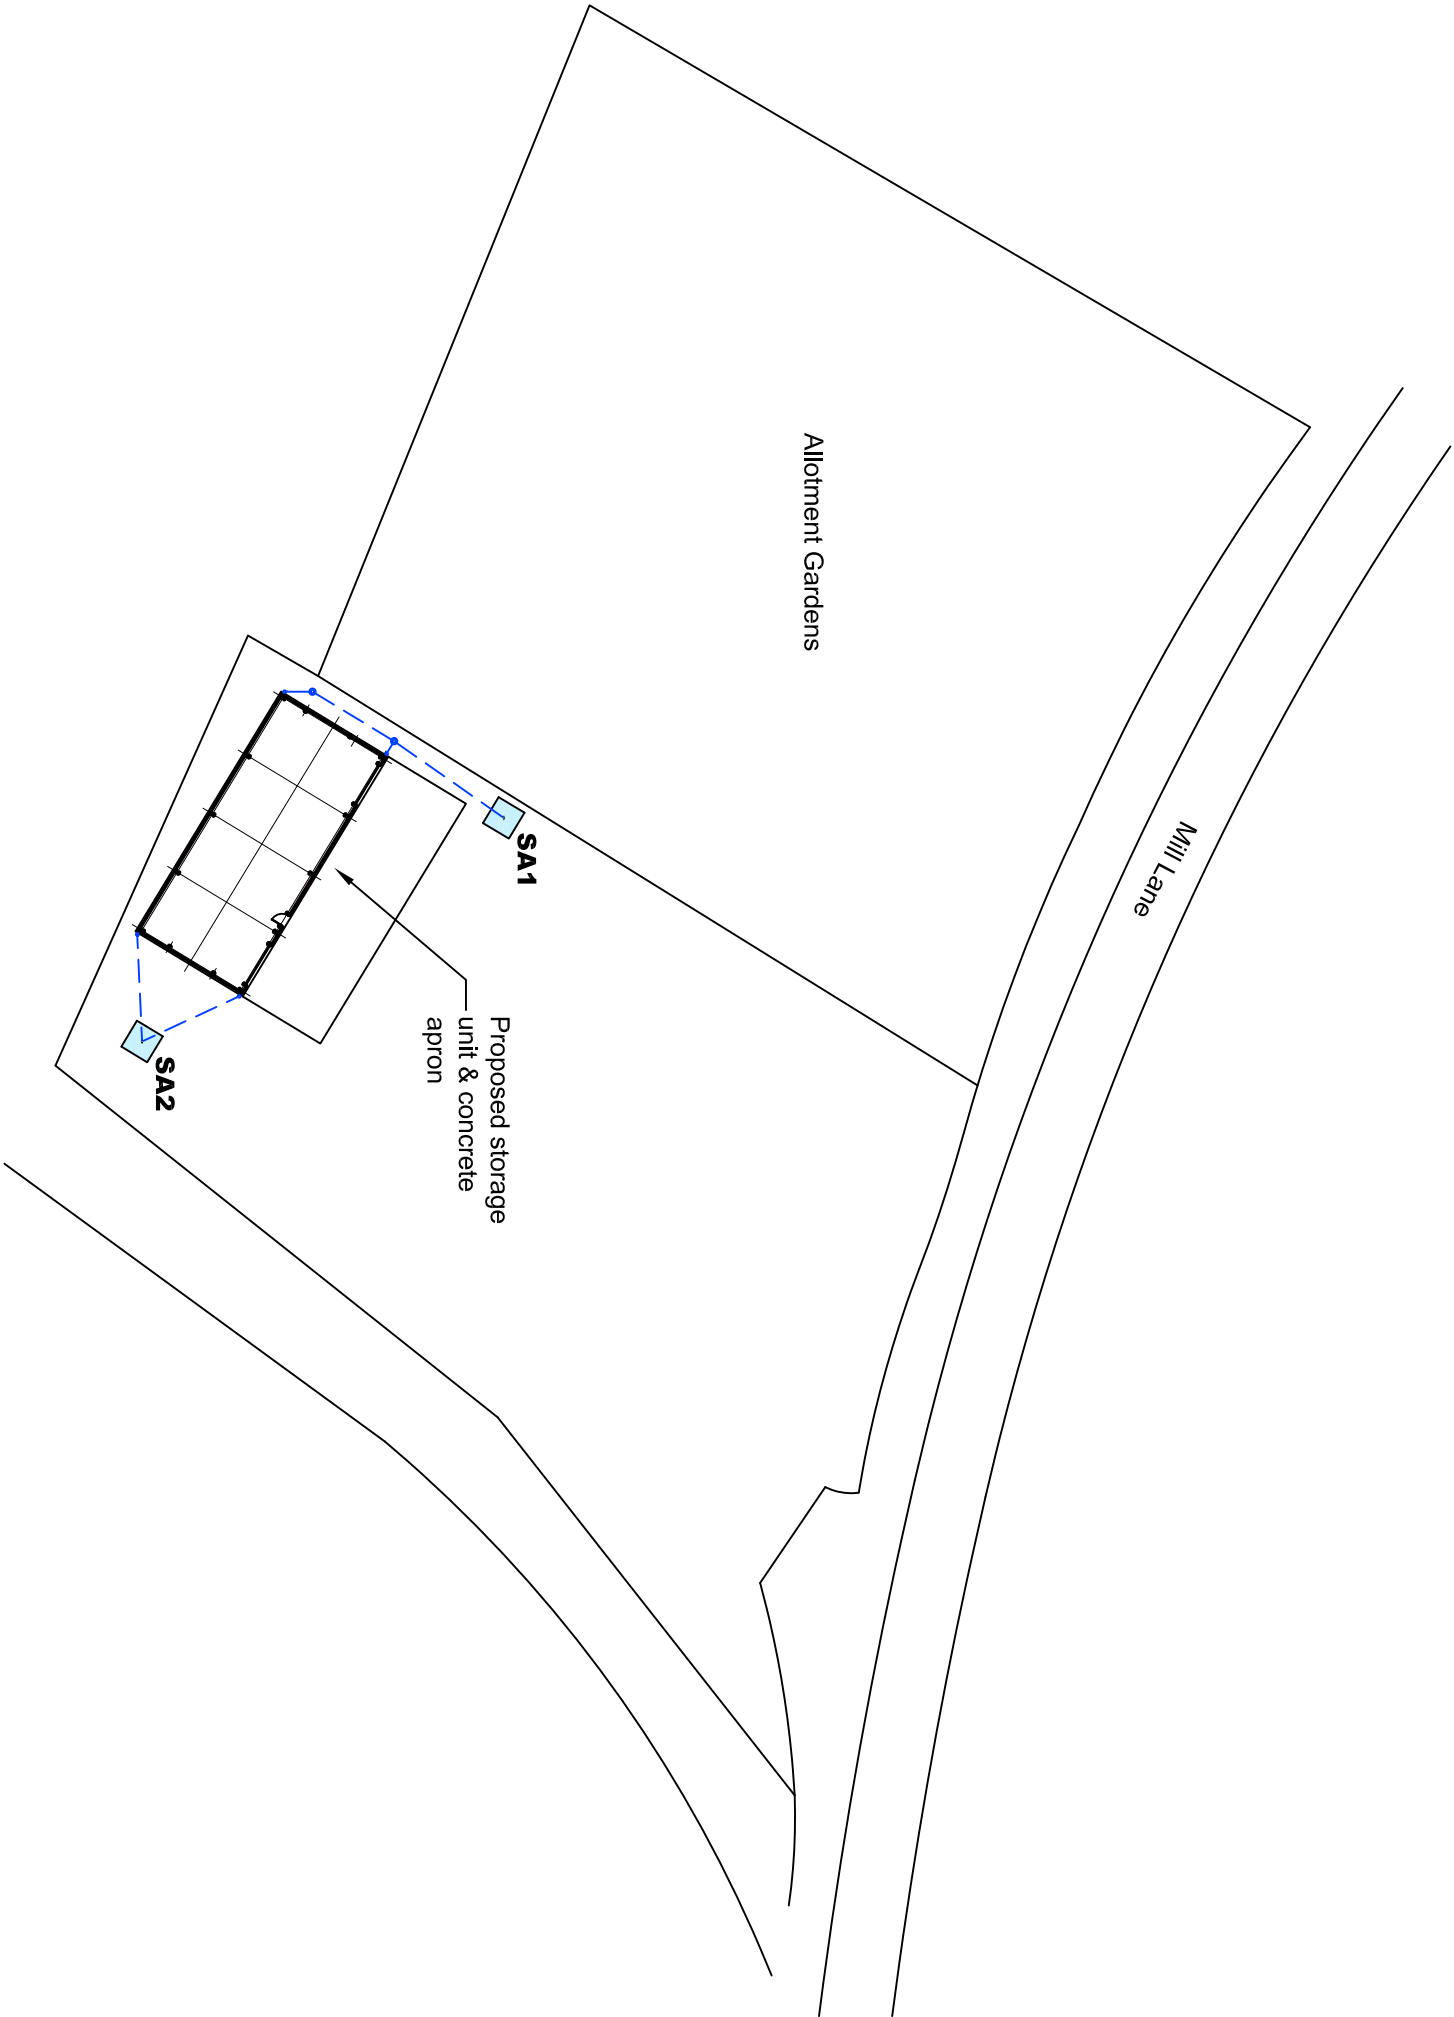 Allotment Gardens
Mill Lane
SA1
Proposed storage
unit & concrete
apron
SA2